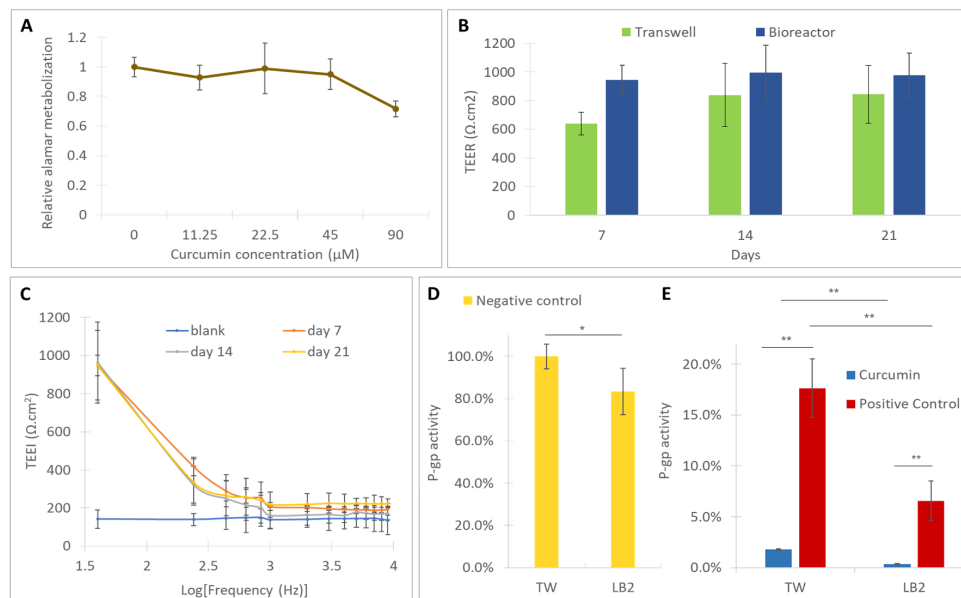 A
Relative alamar metabolization
1.2
1
0.8
0.6
0.4
0.2
0
0 11.25 22.5 45 90
Curcumin concentration (μM)
B
Transwell Bioreactor
TEER (Ω.cm2)
1200
1000
800
600
400
200
0
7 14 21
Days
C
TEEI (Ω.cm²)
1200
1000
800
600
400
200
0
blank day 7
day 14 day 21
1.5 2 2.5 3 3.5 4
Log[Frequency (Hz)]
D
Negative control
*
P-gp activity
100.0%
80.0%
60.0%
40.0%
20.0%
0.0%
TW LB2
E
**
**
**
**
P-gp activity
20.0%
15.0%
10.0%
5.0%
0.0%
Curcumin
Positive Control
TW LB2